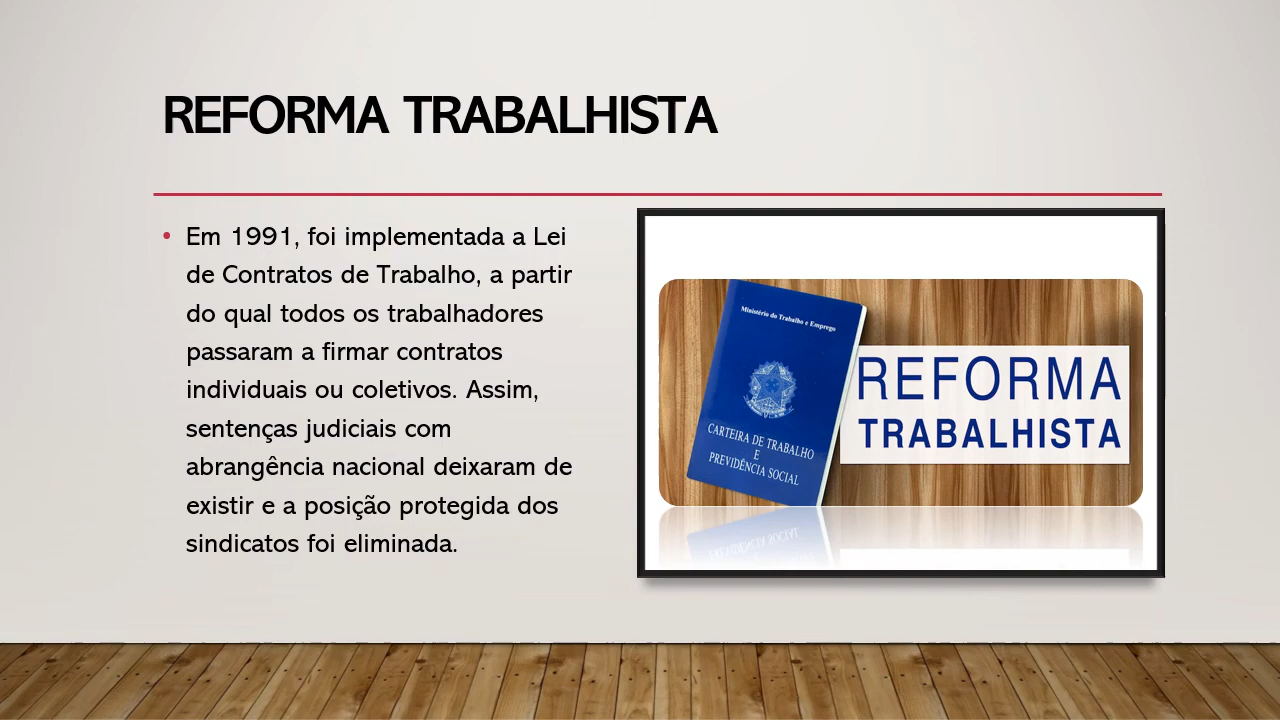 REFORMA TRABALHISTA
• Em 1991, foi implementada a Lei
de Contratos de Trabalho, a partir
do qual todos os trabalhadores
passaram a firmar contratos
individuais ou coletivos. Assim,
sentenças judiciais com
abrangência nacional deixaram de
existir e a posição protegida dos
sindicatos foi eliminada.
Ministério do Trabalho e Emprego
CARTEIRA DE TRABALHO
E
PREVIDÊNCIA SOCIAL
REFORMA
TRABALHISTA